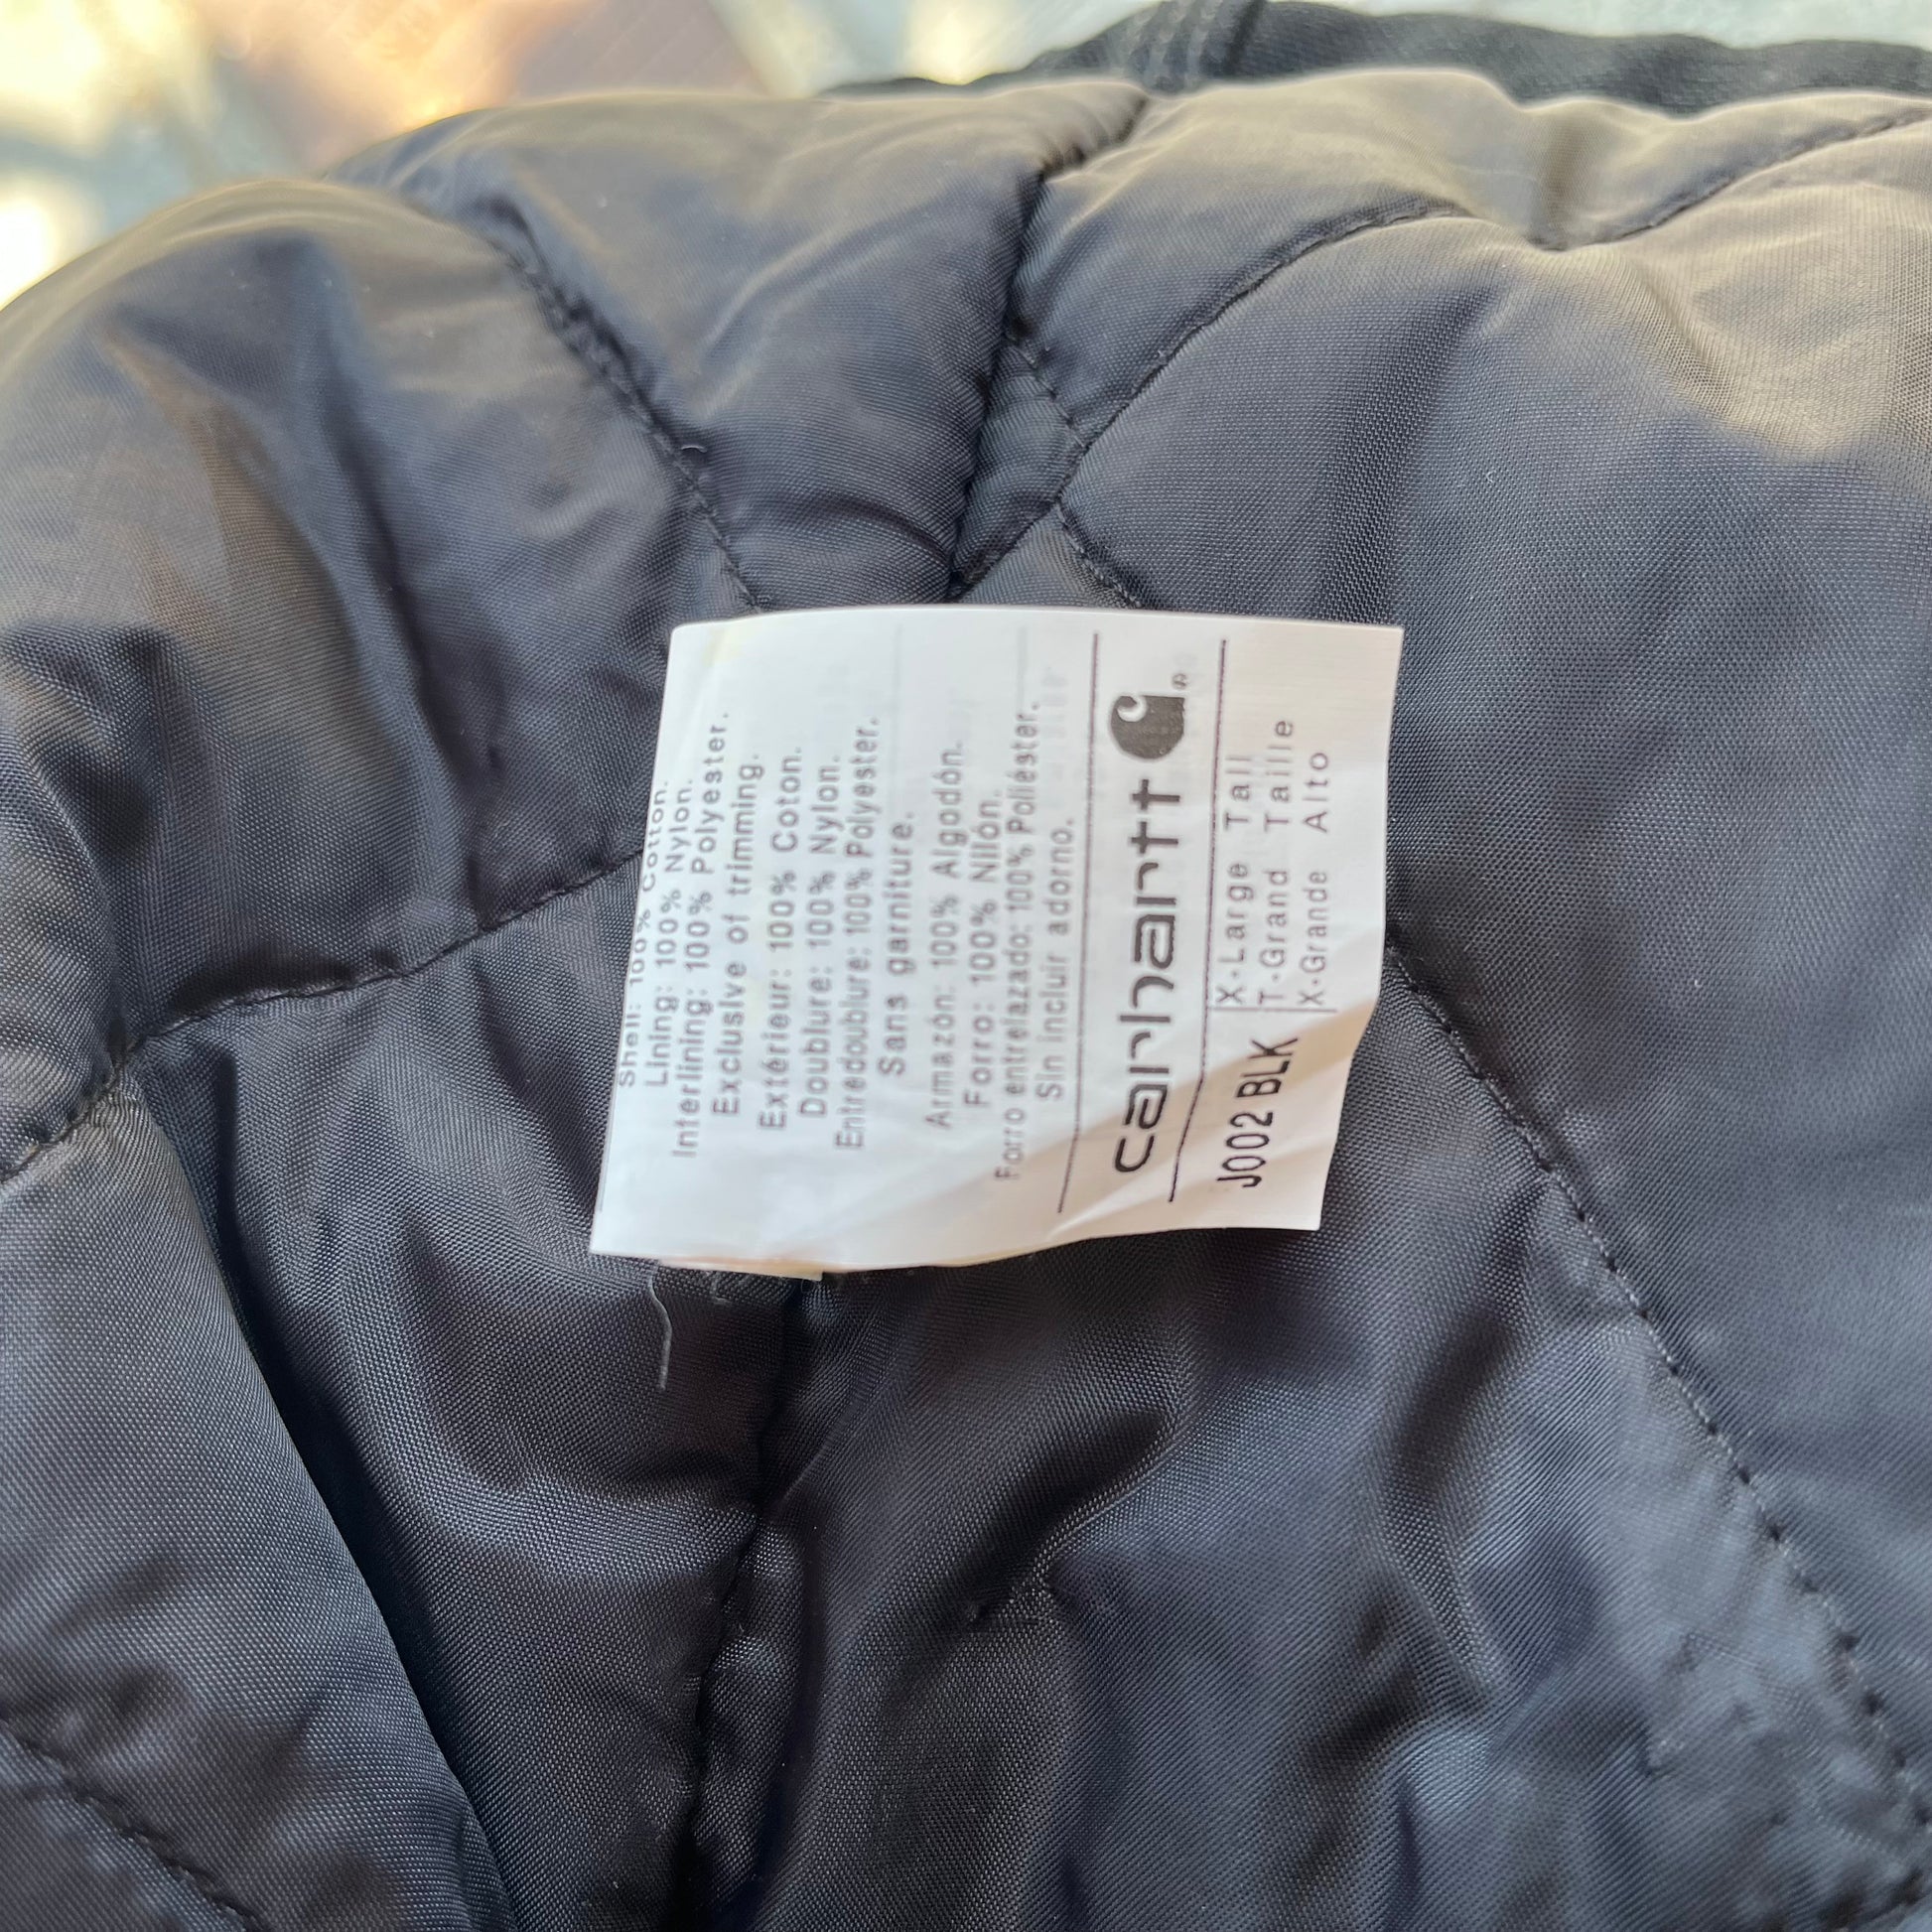 Shell: 100% Cotton.
Lining: 100% Nylon.
Interlining: 100% Polyester.
Exclusive of trimming.
Extérieur: 100% Coton.
Doublure: 100% Nylon.
Entredoublure: 100% Polyester.
Sans garniture.
Armazón: 100% Algodón.
Forro: 100% Nilón.
Forro entrelazado: 100% Poliéster.
Sin incluir adorno.
carhartt ®
J002 BLK
X-Large Tall
T-Grand Taille
X-Grande Alto